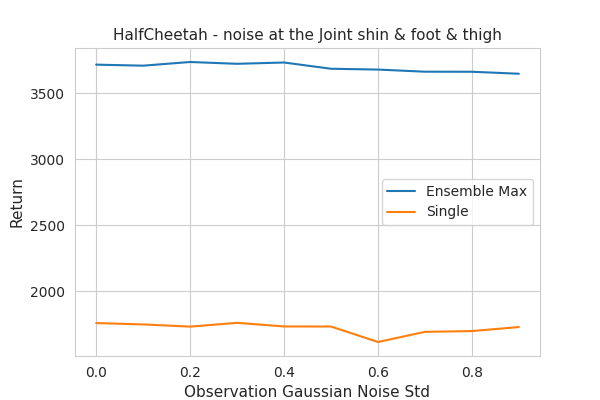 HalfCheetah - noise at the Joint shin & foot & thigh
3500
3000
2500
2000
Return
Ensemble Max
Single
0.0 0.2 0.4 0.6 0.8
Observation Gaussian Noise Std